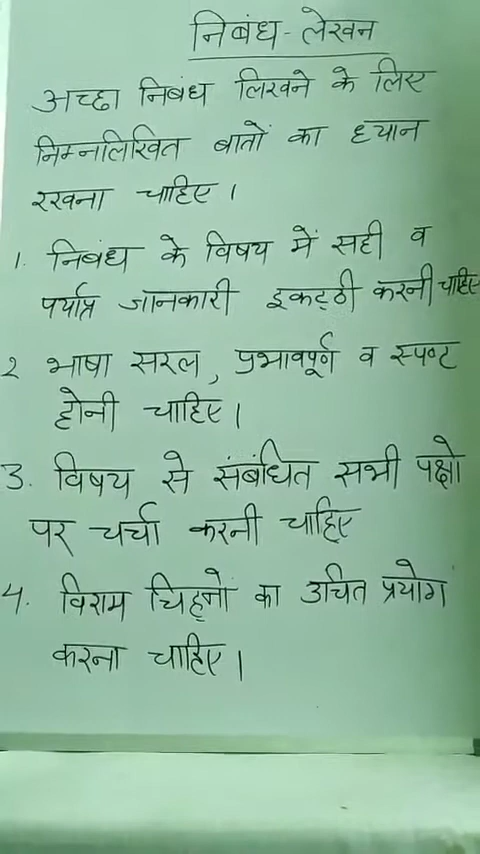 निबंध - लेखन
अच्छा निबंध लिखने के लिए
निम्नलिखित बातों का ध्यान
रखना चाहिए ।
1. निबंध के विषय में सही व
पर्याप्त जानकारी इकट्ठी करनी चाहिए
2 भाषा सरल, प्रभावपूर्ण व स्पष्ट
होनी चाहिए ।
3. विषय से संबंधित सभी पक्षो
पर चर्चा करनी चाहिए
4. विराम चिह्नों का उचित प्रयोग
करना चाहिए ।